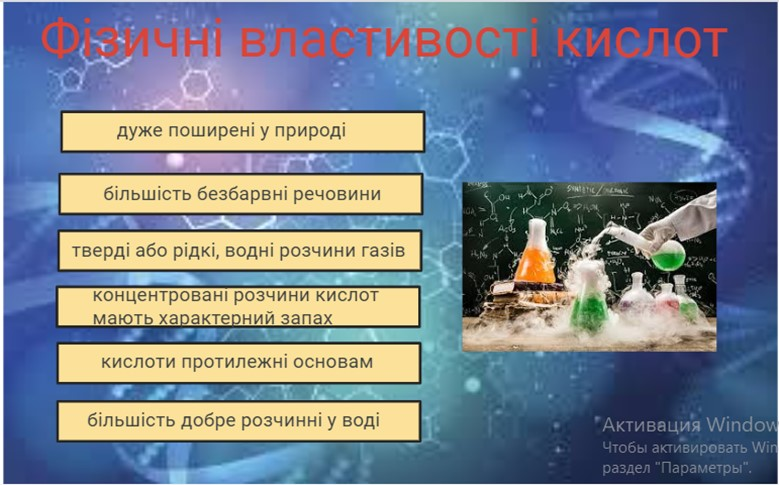 Фізичні властивості кислот
дуже поширені у природі
більшість безбарвні речовини
тверді або рідкі, водні розчини газів
концентровані розчини кислот
мають характерний запах
кислоти протилежні основам
більшість добре розчинні у воді
Активация Window
Чтобы активировать Win
раздел "Параметры".